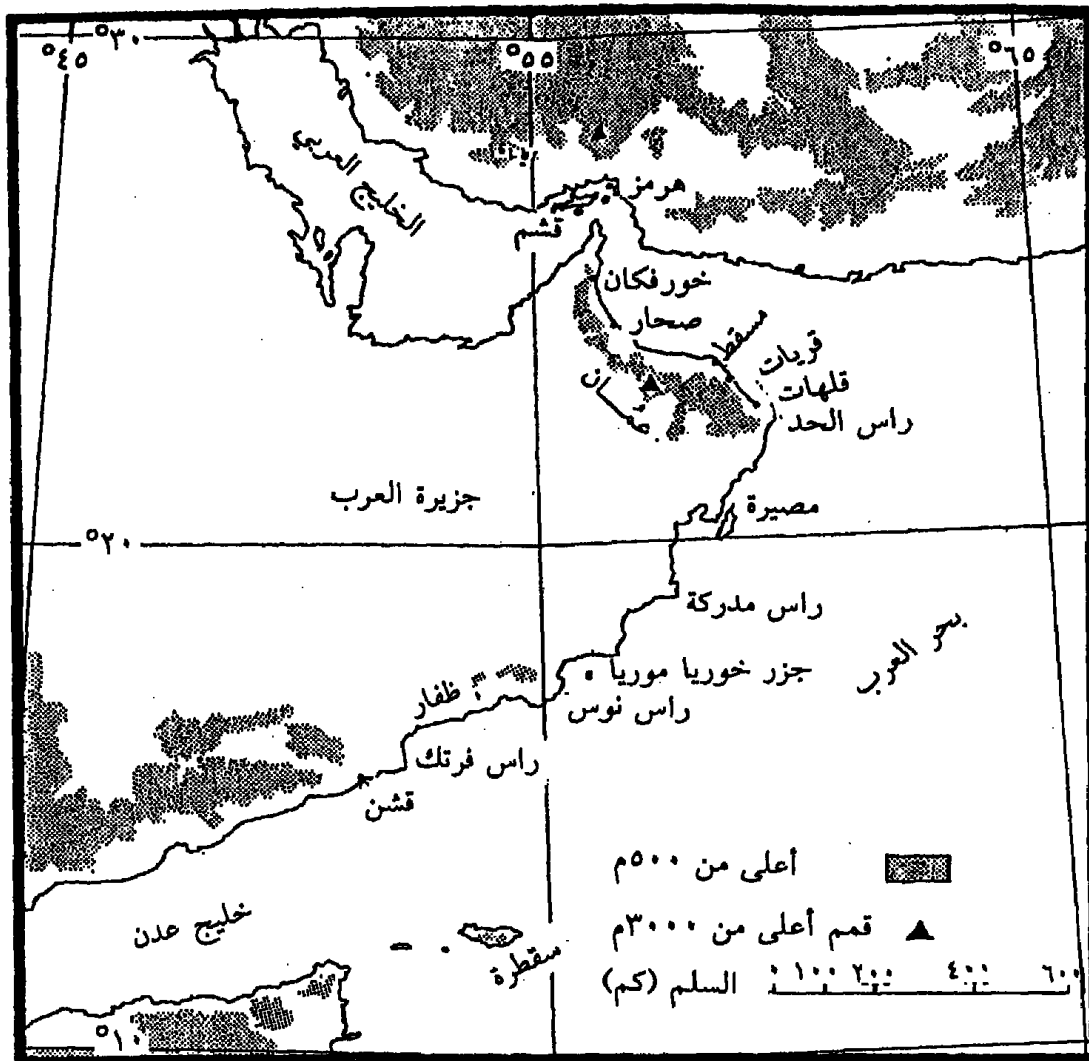 °٣٠
°٤٥
°٥٥
°٦٥
الخليج العربي
هرمز
قشم
خورفكان
صحار
مسقط
قريات
قلهات
عُمان
راس الحد
جزيرة العرب
مصيرة
°٢٠
راس مدركة
بحر العرب
جزر خوريا موريا
ظفار
راس نوس
راس فرتك
قشن
أعلى من ٥٠٠م
خليج عدن
قمم أعلى من ٣٠٠٠م
سقطرة
السلم (كم)
٠ ١٠٠ ٢٠٠ ٤٠٠ ٦٠٠
°١٠